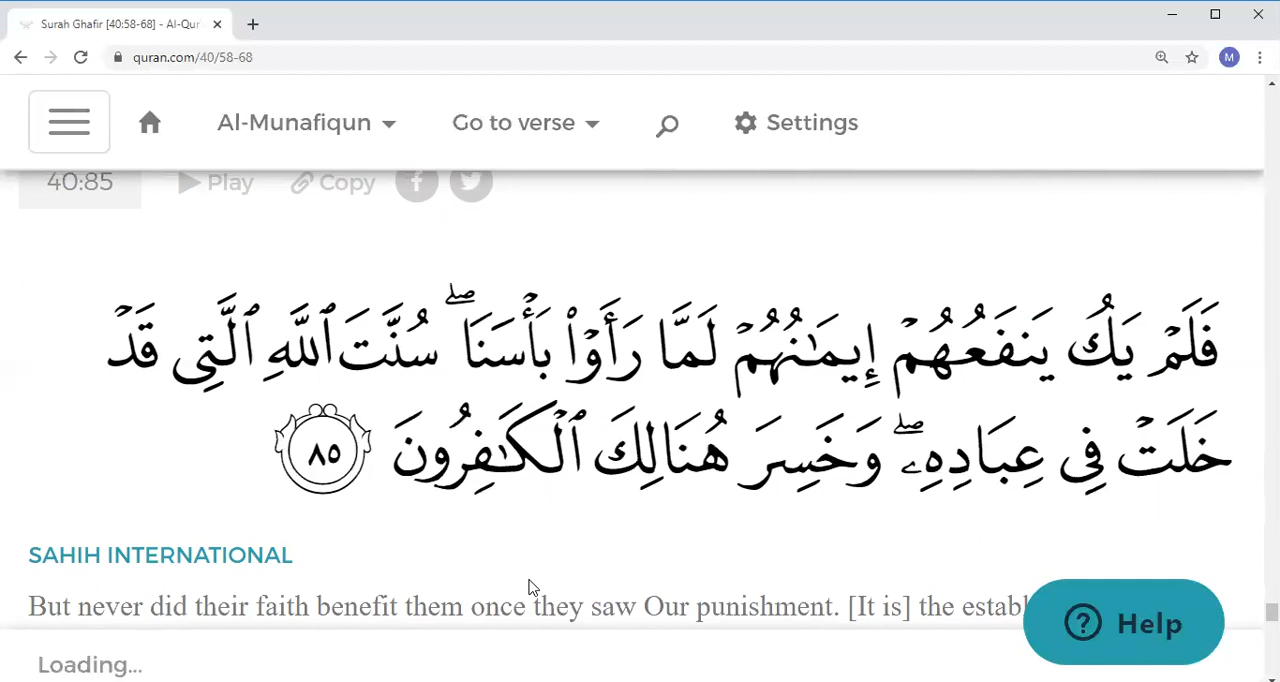 Surah Ghafir [40:58-68] - Al-Qur
quran.com/40/58-68
M
Al-Munafiqun
Go to verse
Settings
40:85
Play
Copy
فَلَمْ يَكُ يَنفَعُهُمْ إِيمَـٰنُهُمْ لَمَّا رَأَوْا۟ بَأْسَنَا ۖ سُنَّتَ ٱللَّهِ ٱلَّتِى قَدْ
خَلَتْ فِى عِبَادِهِۦ ۖ وَخَسِرَ هُنَالِكَ ٱلْكَـٰفِرُونَ ٨٥
SAHIH INTERNATIONAL
But never did their faith benefit them once they saw Our punishment. [It is] the establ
? Help
Loading...